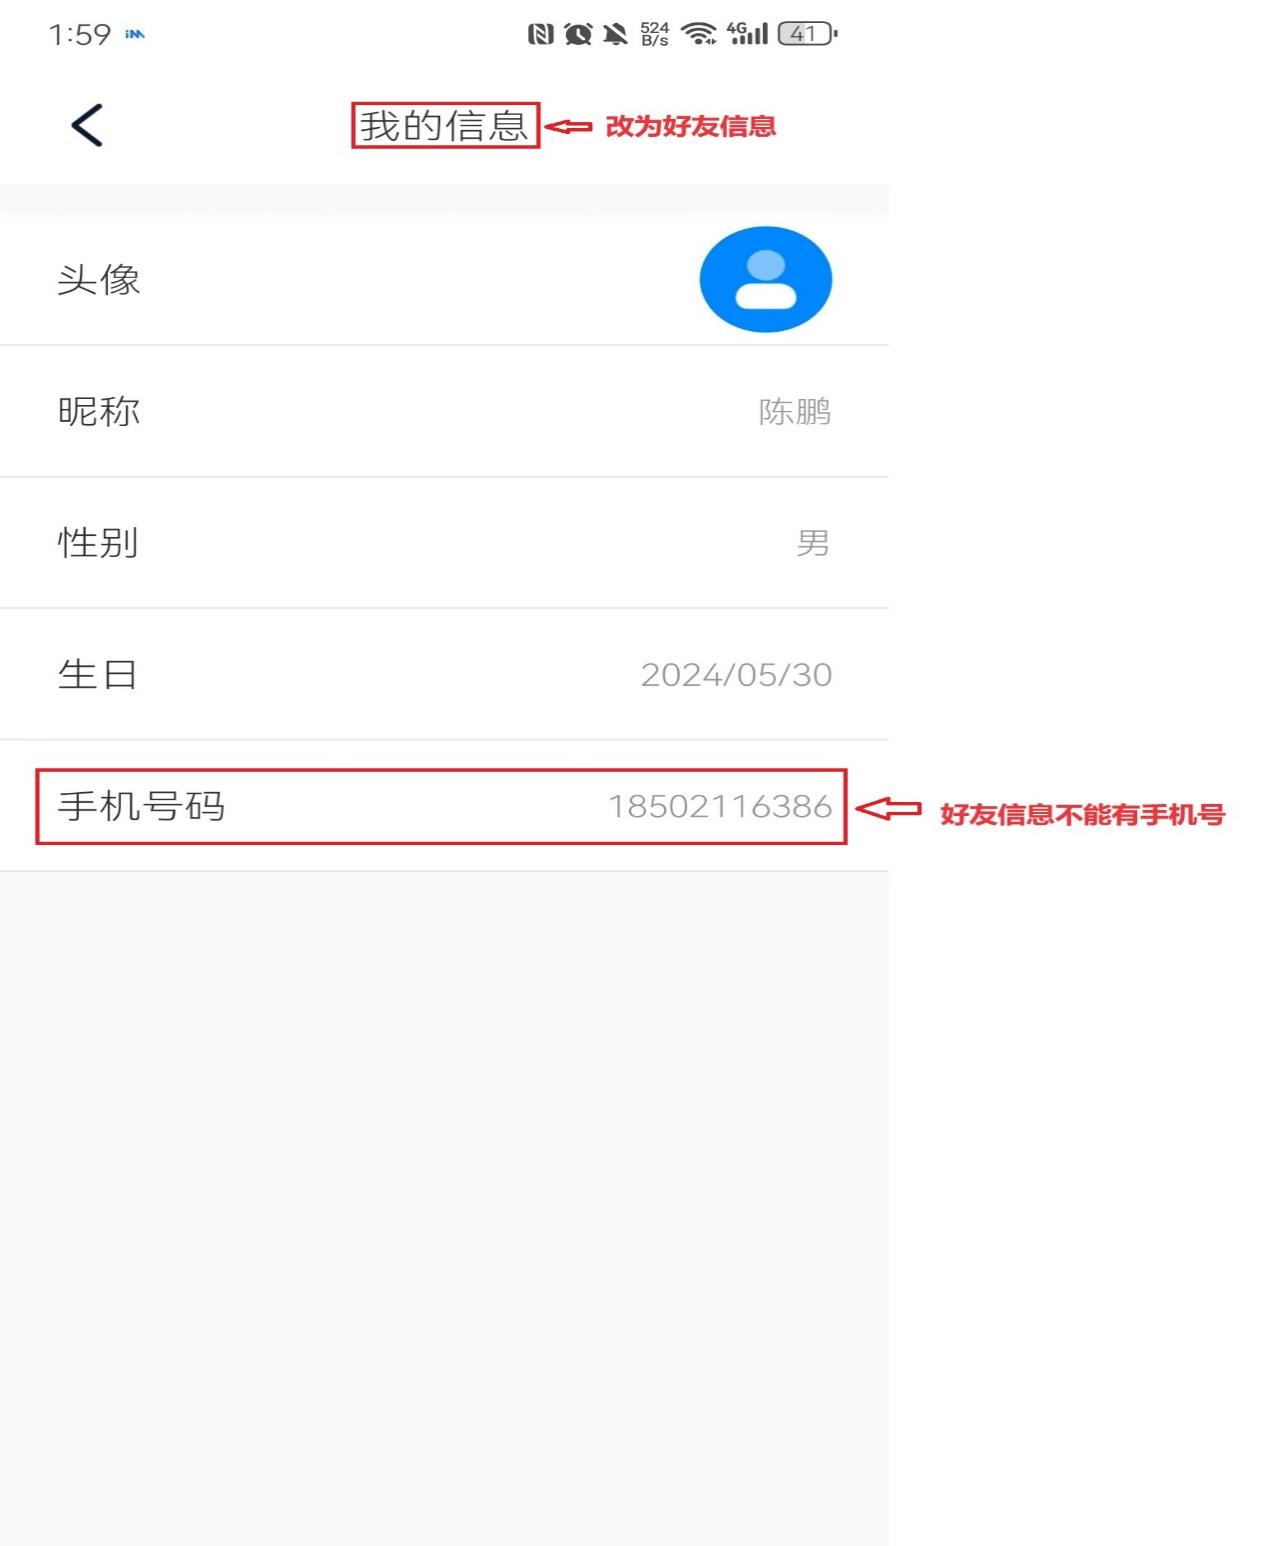 1:59 iM 524 B/s 4G 41
我的信息 改为好友信息
头像
昵称 陈鹏
性别 男
生日 2024/05/30
手机号码 18502116386 好友信息不能有手机号